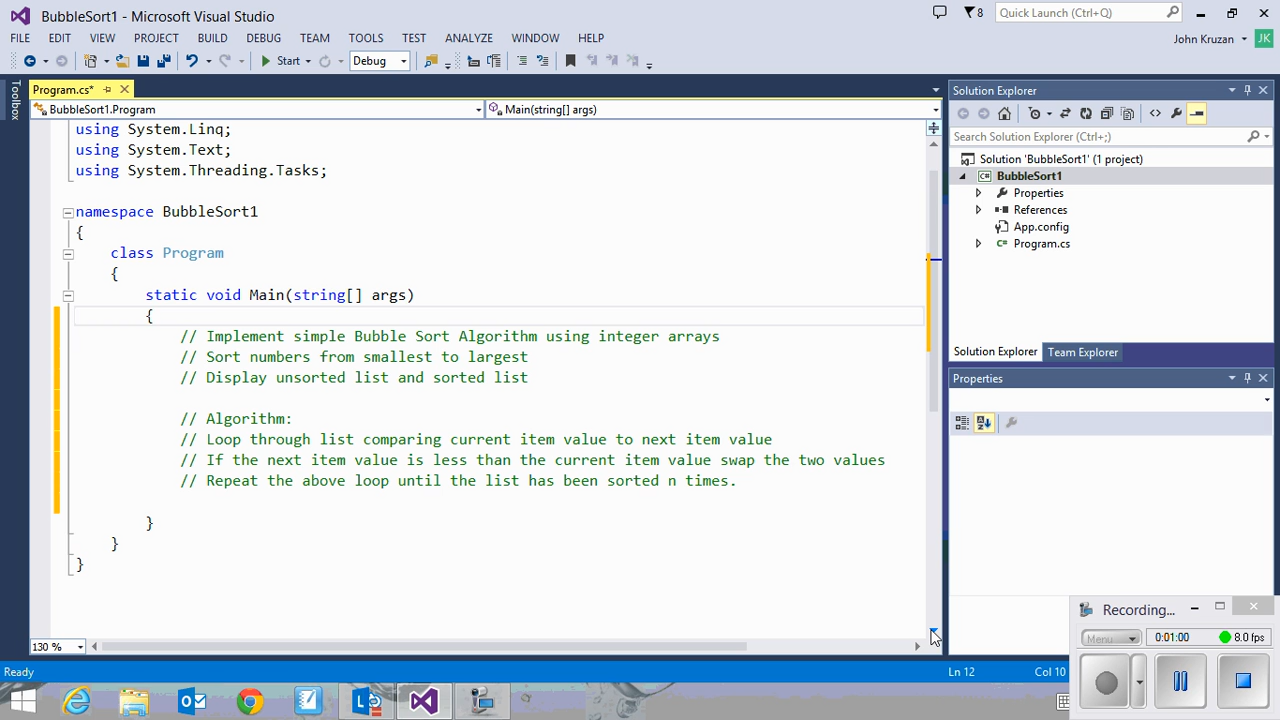 BubbleSort1 - Microsoft Visual Studio
8
Quick Launch (Ctrl+Q)
FILE EDIT VIEW PROJECT BUILD DEBUG TEAM TOOLS TEST ANALYZE WINDOW HELP
John Kruzan
JK
Start
Debug
Toolbox
Program.cs*
BubbleSort1.Program
Main(string[] args)
using System.Linq;
using System.Text;
using System.Threading.Tasks;
namespace BubbleSort1
{
class Program
{
static void Main(string[] args)
{
// Implement simple Bubble Sort Algorithm using integer arrays
// Sort numbers from smallest to largest
// Display unsorted list and sorted list
// Algorithm:
// Loop through list comparing current item value to next item value
// If the next item value is less than the current item value swap the two values
// Repeat the above loop until the list has been sorted n times.
}
}
}
130 %
Solution Explorer
Search Solution Explorer (Ctrl+;)
Solution 'BubbleSort1' (1 project)
C# BubbleSort1
Properties
References
App.config
C# Program.cs
Solution Explorer Team Explorer
Properties
Recording...
Menu
0:01:00
8.0 fps
Ready
Ln 12
Col 10